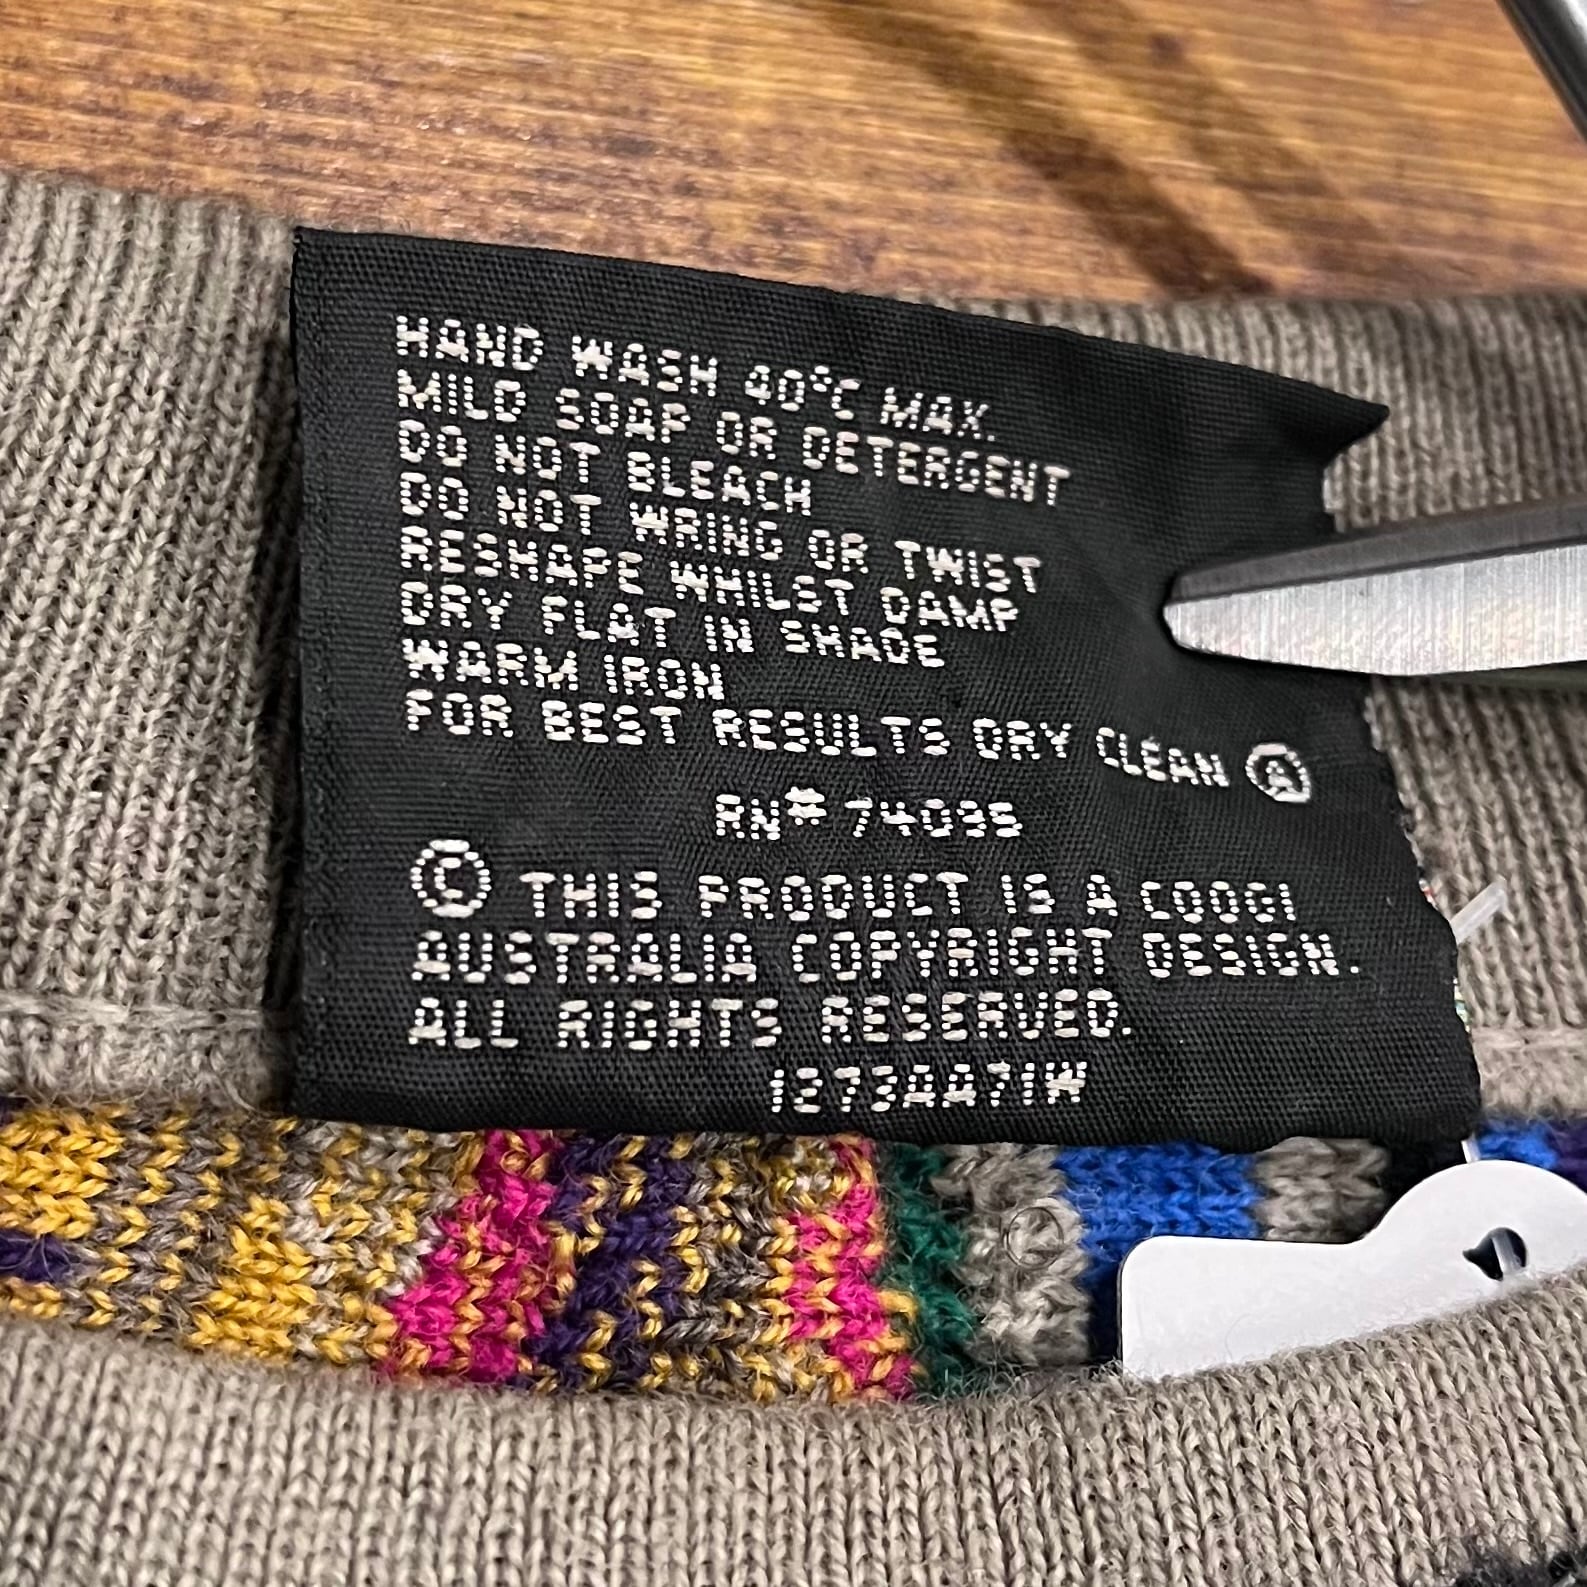 HAND WASH 40°C MAX.
MILD SOAP OR DETERGENT
DO NOT BLEACH
DO NOT WRING OR TWIST
RESHAPE WHILST DAMP
DRY FLAT IN SHADE
WARM IRON
FOR BEST RESULTS DRY CLEAN Ⓐ
RN# 74095
© THIS PRODUCT IS A COOGI
AUSTRALIA COPYRIGHT DESIGN.
ALL RIGHTS RESERVED.
1273AA71W